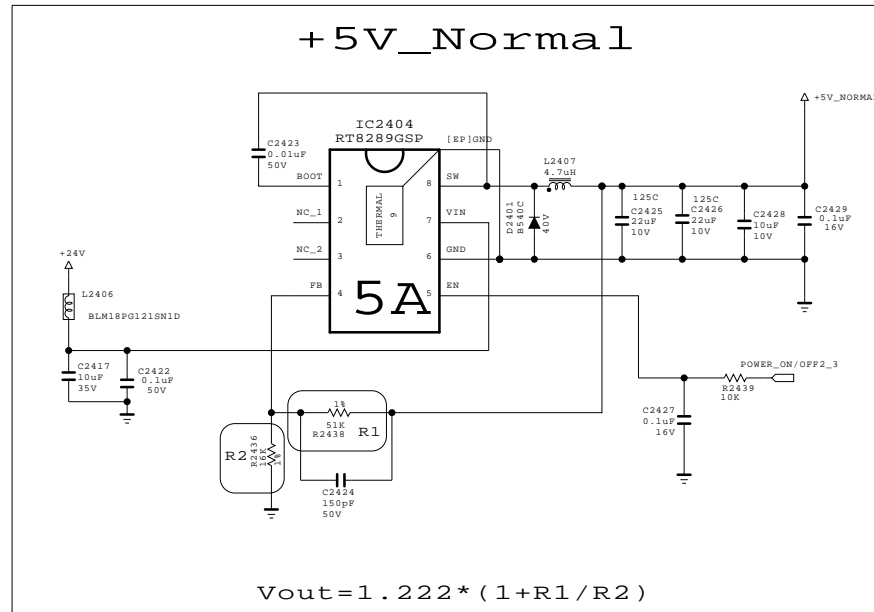 +5V_Normal
+5V_NORMAL
IC2404
RT8289GSP
[EP]GND
C2423
0.01uF
50V
L2407
4.7uH
BOOT
1
8
SW
THERMAL
9
NC_1
2
7
VIN
D2401
B540C
40V
125C
C2425
22uF
10V
125C
C2426
22uF
10V
C2428
10uF
10V
C2429
0.1uF
16V
NC_2
3
6
GND
+24V
FB
4
5A
5
EN
L2406
BLM18PG121SN1D
C2417
10uF
35V
C2422
0.1uF
50V
POWER_ON/OFF2_3
R2439
10K
C2427
0.1uF
16V
1%
51K
R2438
R1
R2
R2436
16K
1%
C2424
150pF
50V
Vout=1.222*(1+R1/R2)